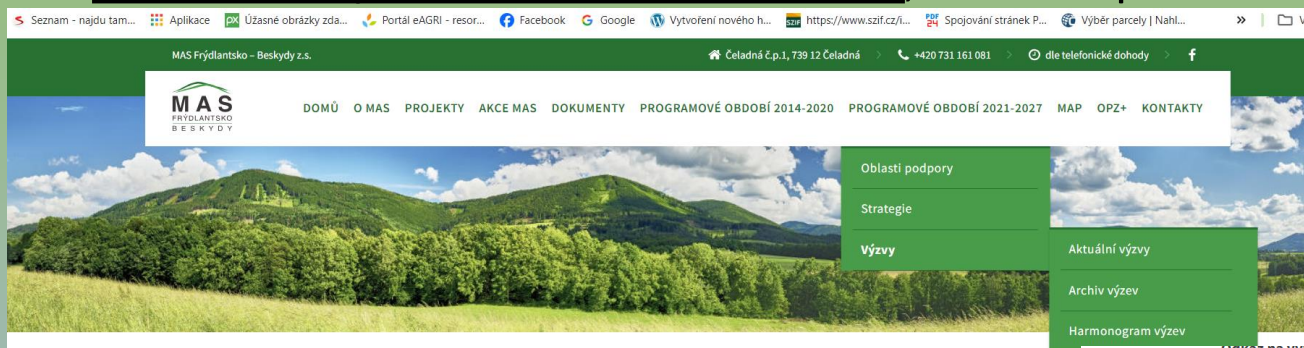 Seznam - najdu tam... Aplikace Úžasné obrázky zda... Portál eAGRI - resor... Facebook Google Vytvoření nového h... https://www.szif.cz/i... Spojování stránek P... Výběr parcely | Nahl... »
MAS Frýdlantsko – Beskydy z.s. Čeladná č.p.1, 739 12 Čeladná > +420 731 161 081 > dle telefonické dohody > f
MAS
FRÝDLANTSKO
BESKYDY
DOMŮ O MAS PROJEKTY AKCE MAS DOKUMENTY PROGRAMOVÉ OBDOBÍ 2014-2020 PROGRAMOVÉ OBDOBÍ 2021-2027 MAP OPZ+ KONTAKTY
Oblasti podpory
Strategie
Výzvy
Aktuální výzvy
Archiv výzev
Harmonogram výzev